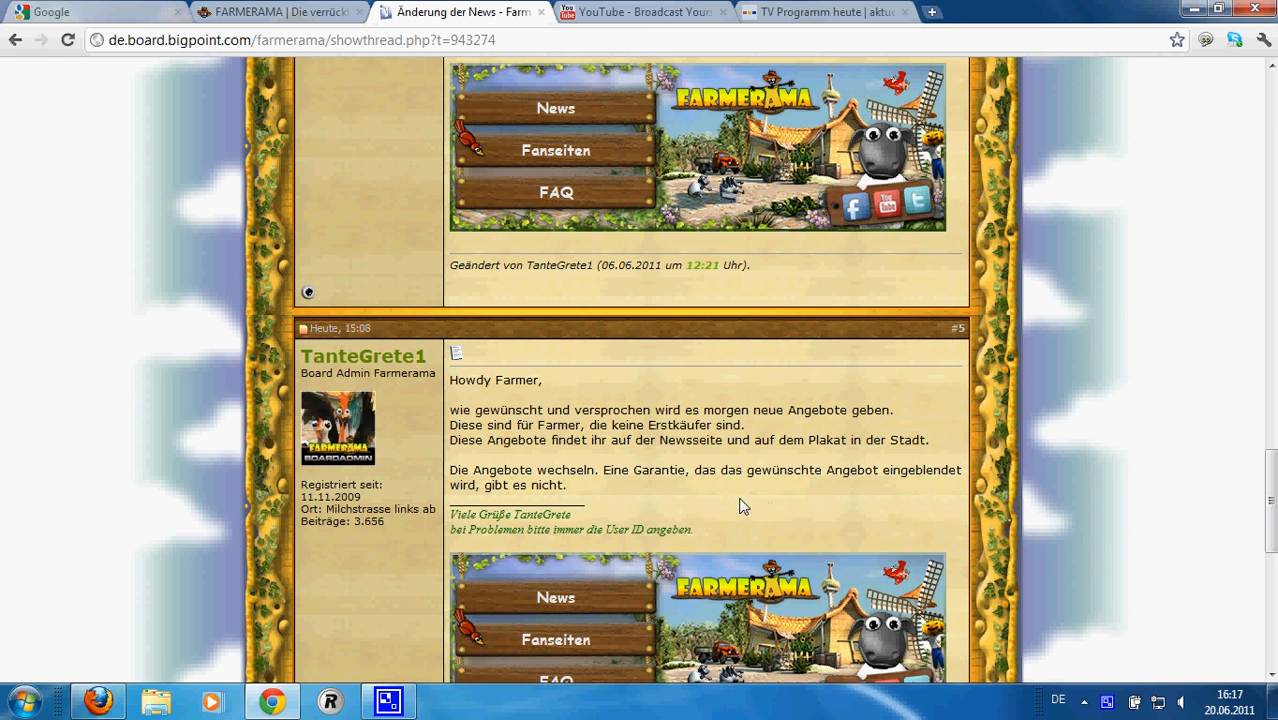 Google
FARMERAMA | Die verrückt
Änderung der News - Farm
YouTube - Broadcast Yours
TV Programm heute | aktue
de.board.bigpoint.com/farmerama/showthread.php?t=943274
News
Fanseiten
FAQ
FARMERAMA
You Tube
Geändert von TanteGrete1 (06.06.2011 um 12:21 Uhr).
Heute, 15:08
#5
TanteGrete1
Board Admin Farmerama
FARMERAMA
BOARDADMIN
Registriert seit:
11.11.2009
Ort: Milchstrasse links ab
Beiträge: 3.656
Howdy Farmer,
wie gewünscht und versprochen wird es morgen neue Angebote geben.
Diese sind für Farmer, die keine Erstkäufer sind.
Diese Angebote findet ihr auf der Newsseite und auf dem Plakat in der Stadt.
Die Angebote wechseln. Eine Garantie, das das gewünschte Angebot eingeblendet
wird, gibt es nicht.
Viele Grüße TanteGrete
bei Problemen bitte immer die User ID angeben.
News
Fanseiten
FAQ
FARMERAMA
DE
16:17
20.06.2011